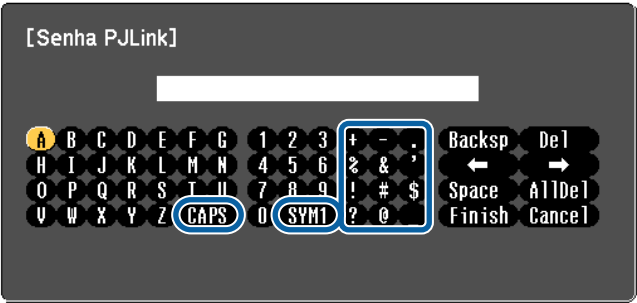 [Senha PJLink]
A B C D E F G 1 2 3 + - . Backsp Del
H I J K L M N 4 5 6 % & ' ← →
O P Q R S T U 7 8 9 ! # $ Space AllDel
V W X Y Z CAPS 0 SYM1 ? @ _ Finish Cancel